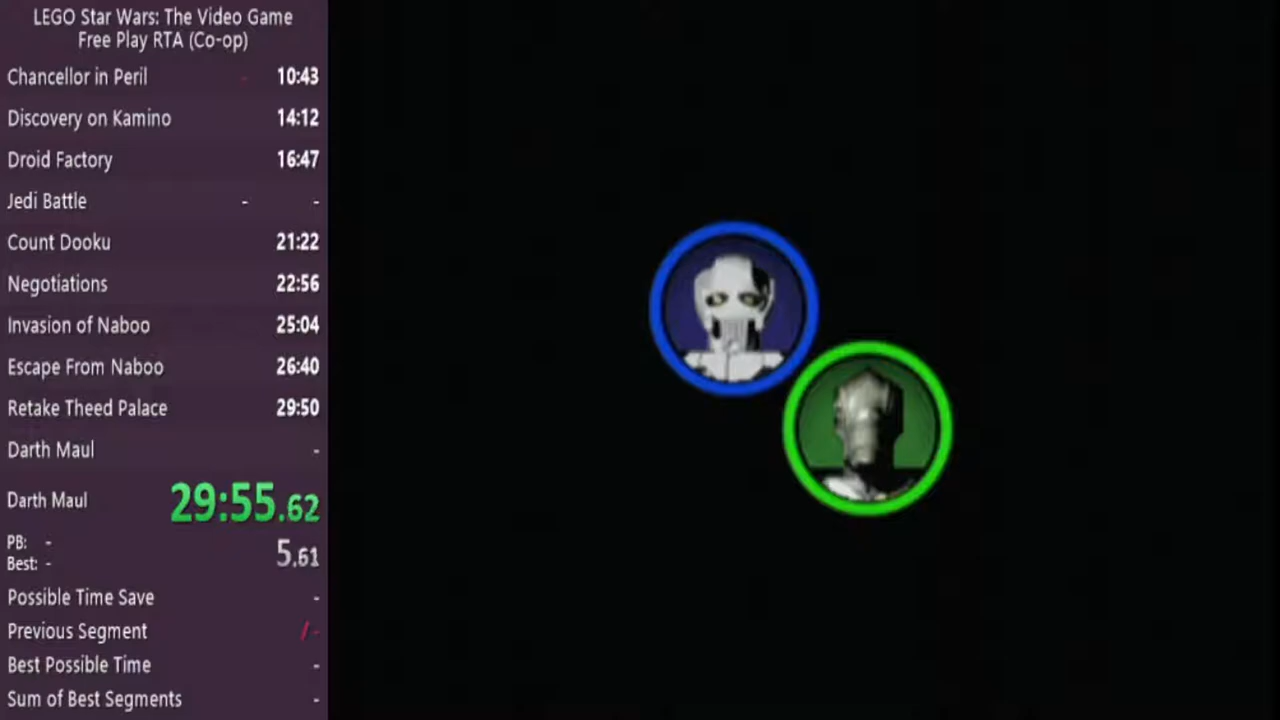 LEGO Star Wars: The Video Game
Free Play RTA (Co-op)
Chancellor in Peril - 10:43
Discovery on Kamino 14:12
Droid Factory 16:47
Jedi Battle - -
Count Dooku 21:22
Negotiations 22:56
Invasion of Naboo 25:04
Escape From Naboo 26:40
Retake Theed Palace 29:50
Darth Maul -
Darth Maul 29:55.62
PB: -
Best: - 5.61
Possible Time Save -
Previous Segment / -
Best Possible Time -
Sum of Best Segments -